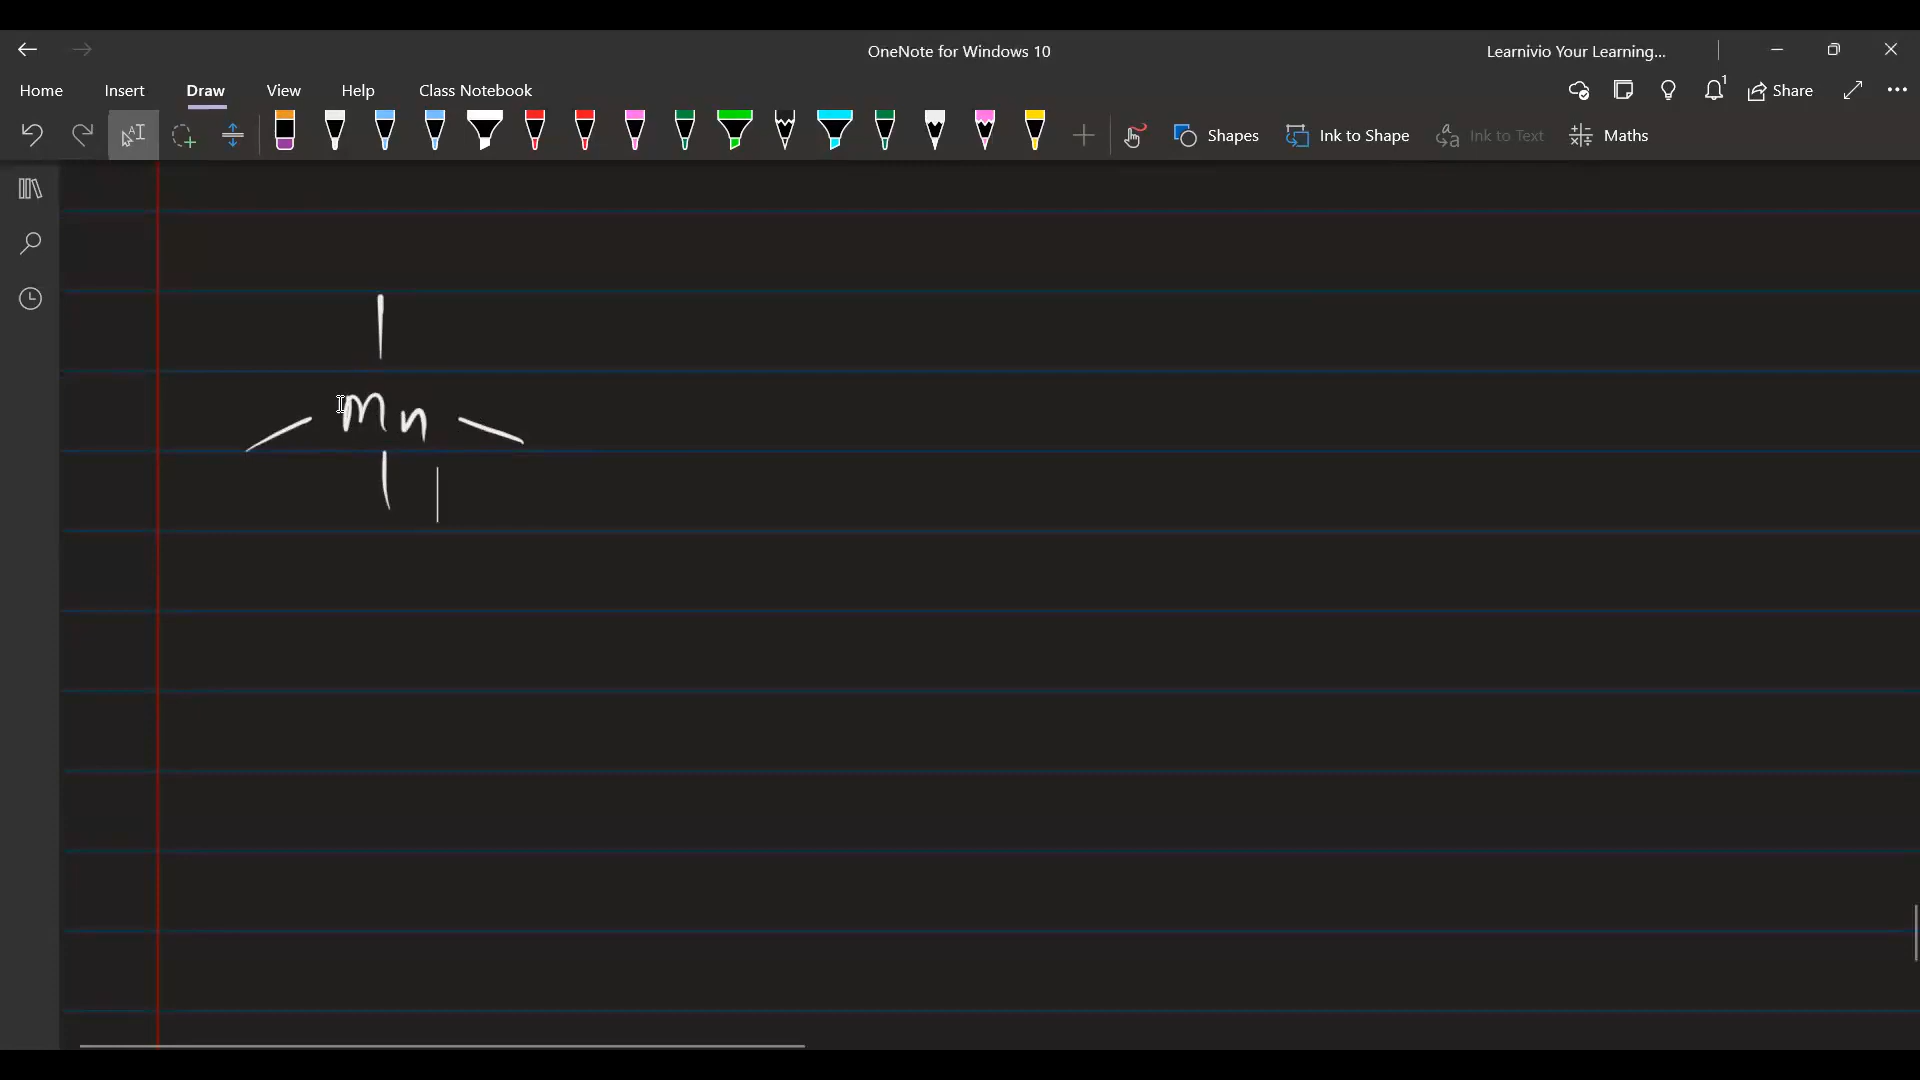 OneNote for Windows 10
Learnivio Your Learning...
Home Insert Draw View Help Class Notebook
1
Share
Shapes
Ink to Shape
Ink to Text
Maths
Mn